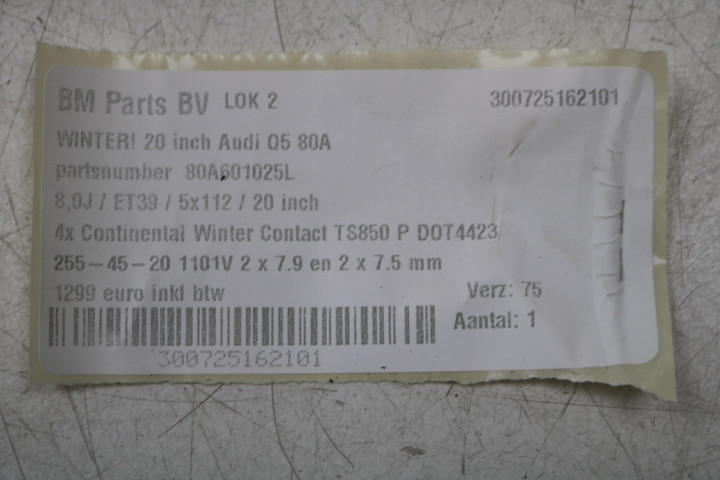 BM Parts BV LOK 2 300725162101
WINTER! 20 inch Audi Q5 80A
partsnumber 80A601025L
8,0J / ET39 / 5x112 / 20 inch
4x Continental Winter Contact TS850 P DOT4423
255-45-20 1101V 2 x 7.9 en 2 x 7.5 mm
1299 euro inkl btw Verz: 75
Aantal: 1
300725162101